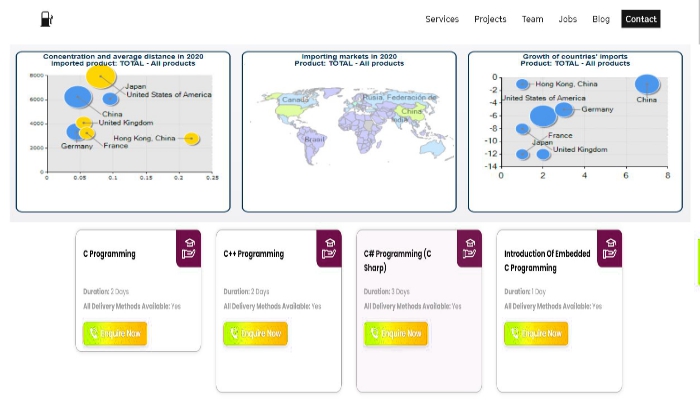 Services Projects Team Jobs Blog Contact
Concentration and average distance in 2020
Imported product: TOTAL - All products
8000
6000
4000
2000
0
0 0.05 0.1 0.15 0.2 0.25
Japan
United States of America
China
United Kingdom
Hong Kong, China
Germany
France
Importing markets in 2020
Product: TOTAL - All products
Canadá
Rusia, Federación de
China
India
Brasil
Growth of countries' imports
Product: TOTAL - All products
0
-2
-4
-6
-8
-10
-12
-14
0 2 4 6 8
Hong Kong, China
China
United States of America
Germany
France
Japan
United Kingdom
C Programming
Duration: 2 Days
All Delivery Methods Available: Yes
Enquire Now
C++ Programming
Duration: 2 Days
All Delivery Methods Available: Yes
Enquire Now
C# Programming (C
Sharp)
Duration: 3 Days
All Delivery Methods Available: Yes
Enquire Now
Introduction Of Embedded
C Programming
Duration: 1 Day
All Delivery Methods Available: Yes
Enquire Now